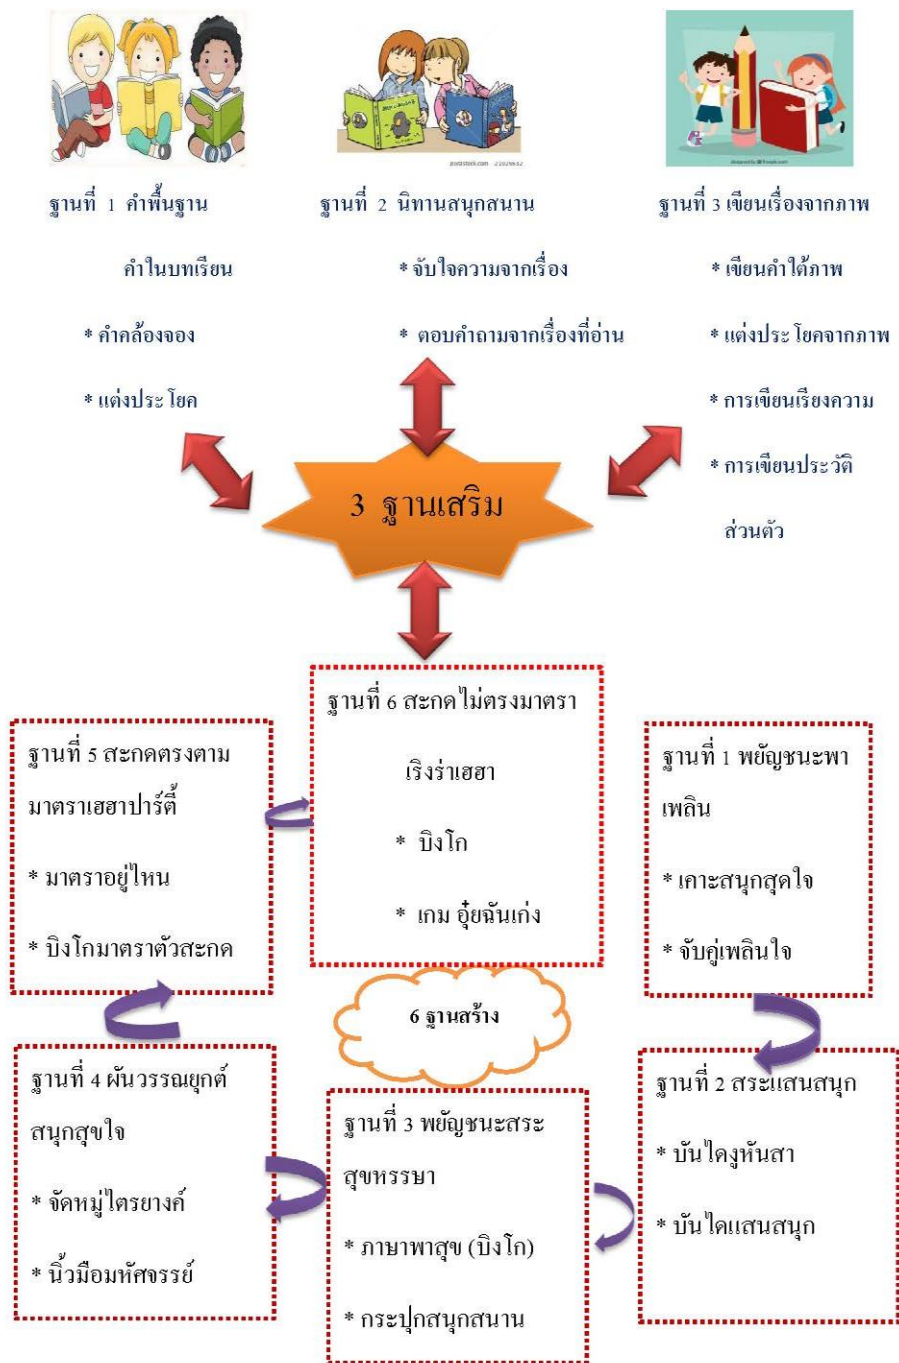 ฐานที่ 1 คำพื้นฐาน
คำในบทเรียน
* คำคล้องจอง
* แต่งประโยค
ฐานที่ 2 นิทานสนุกสนาน
* จับใจความจากเรื่อง
* ตอบคำถามจากเรื่องที่อ่าน
ฐานที่ 3 เขียนเรื่องจากภาพ
* เขียนคำใต้ภาพ
* แต่งประโยคจากภาพ
* การเขียนเรียงความ
* การเขียนประวัติ
ส่วนตัว
3 ฐานเสริม
ฐานที่ 6 สะกดไม่ตรงมาตรา
เริงร่าเฮฮา
* บิงโก
* เกม อุ๋ยฉันเก่ง
ฐานที่ 5 สะกดตรงตาม
มาตราเฮฮาปาร์ตี้
* มาตราอยู่ไหน
* บิงโกมาตราตัวสะกด
ฐานที่ 1 พยัญชนะพา
เพลิน
* เคาะสนุกสุดใจ
* จับคู่เพลินใจ
6 ฐานสร้าง
ฐานที่ 4 ผันวรรณยุกต์
สนุกสุขใจ
* จัดหมู่ไตรยางค์
* นิ้วมือมหัศจรรย์
ฐานที่ 3 พยัญชนะสระ
สุขหรรษา
* ภาษาพาสุข (บิงโก)
* กระปุกสนุกสนาน
ฐานที่ 2 สระแสนสนุก
* บันไดงูหันสา
* บันไดแสนสนุก